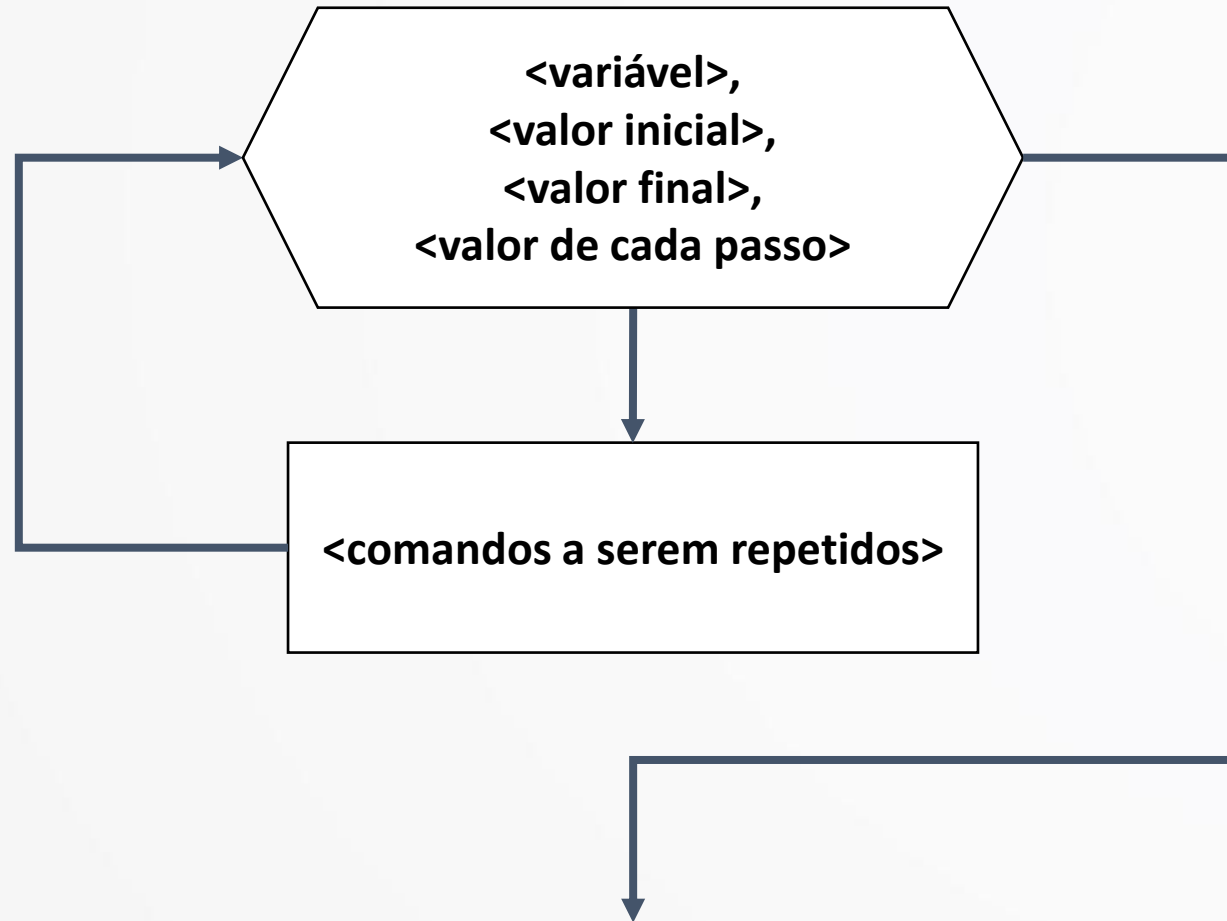 <variável>,
<valor inicial>,
<valor final>,
<valor de cada passo>
<comandos a serem repetidos>